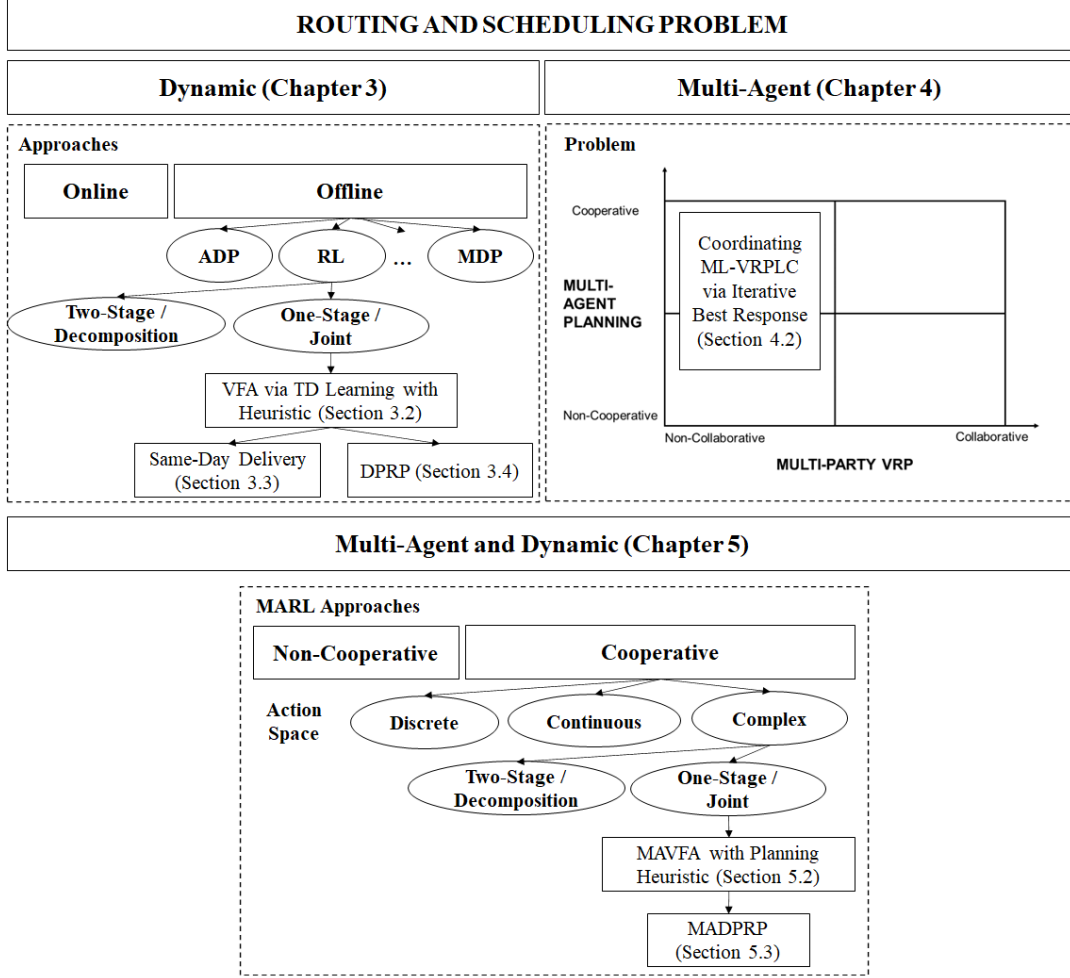 ROUTING AND SCHEDULING PROBLEM
Dynamic (Chapter 3)
Multi-Agent (Chapter 4)
Approaches
Online
Offline
ADP
RL
...
MDP
Two-Stage /
Decomposition
One-Stage /
Joint
VFA via TD Learning with
Heuristic (Section 3.2)
Same-Day Delivery
(Section 3.3)
DPRP (Section 3.4)
Problem
Cooperative
MULTI-
AGENT
PLANNING
Non-Cooperative
Coordinating
ML-VRPLC
via Iterative
Best Response
(Section 4.2)
Non-Collaborative
Collaborative
MULTI-PARTY VRP
Multi-Agent and Dynamic (Chapter 5)
MARL Approaches
Non-Cooperative
Cooperative
Action
Space
Discrete
Continuous
Complex
Two-Stage /
Decomposition
One-Stage /
Joint
MAVFA with Planning
Heuristic (Section 5.2)
MADPRP
(Section 5.3)